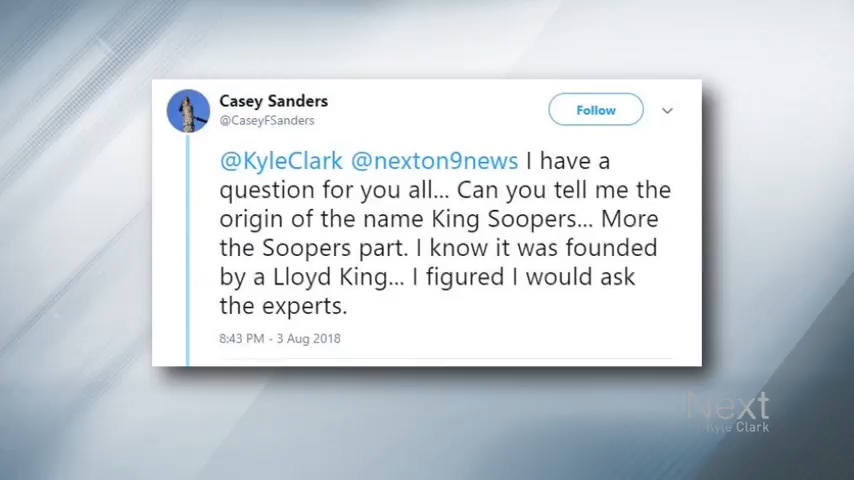 Casey Sanders
@CaseyFSanders
Follow
@KyleClark @nexton9news I have a
question for you all... Can you tell me the
origin of the name King Soopers... More
the Soopers part. I know it was founded
by a Lloyd King... I figured I would ask
the experts.
8:43 PM - 3 Aug 2018
Next
Kyle Clark